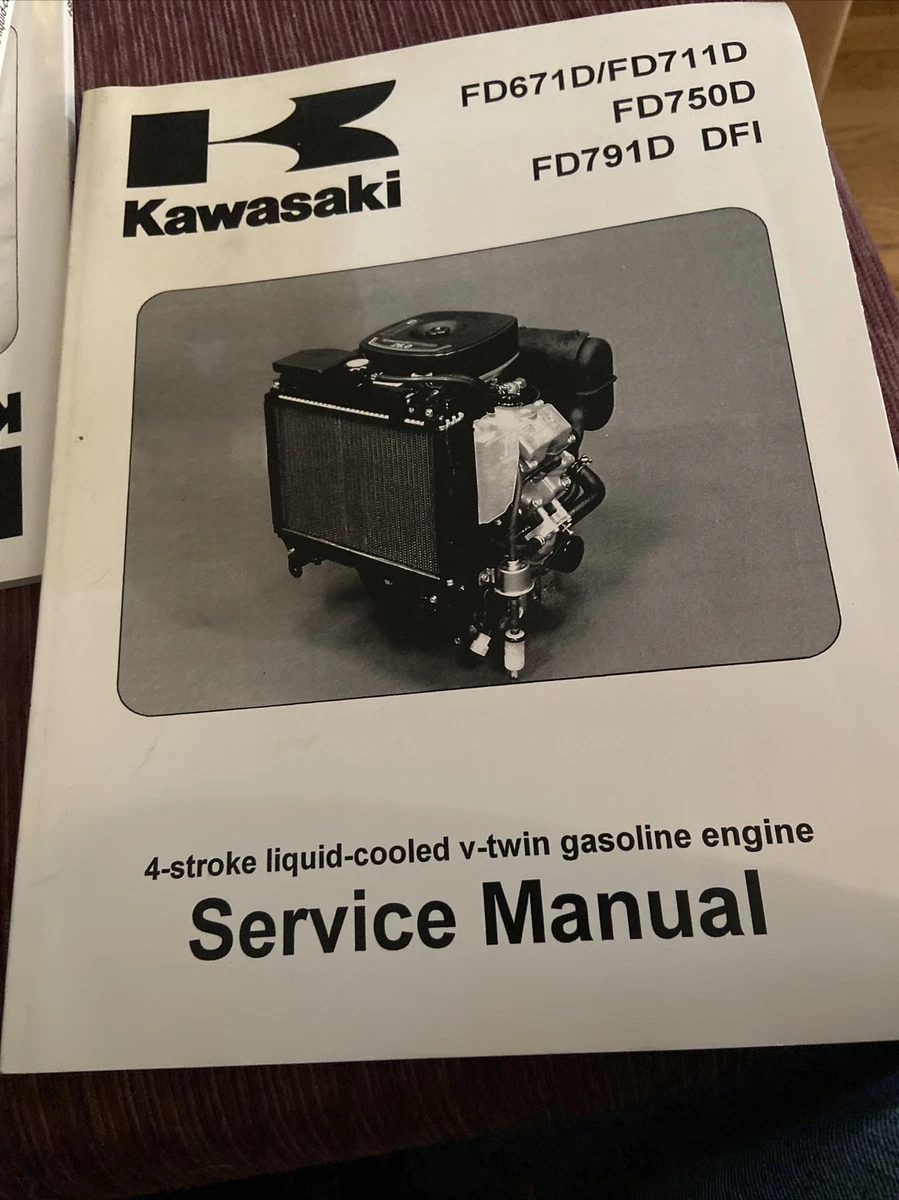 Kawasaki
FD671D/FD711D
FD750D
FD791D DFI
4-stroke liquid-cooled v-twin gasoline engine
Service Manual